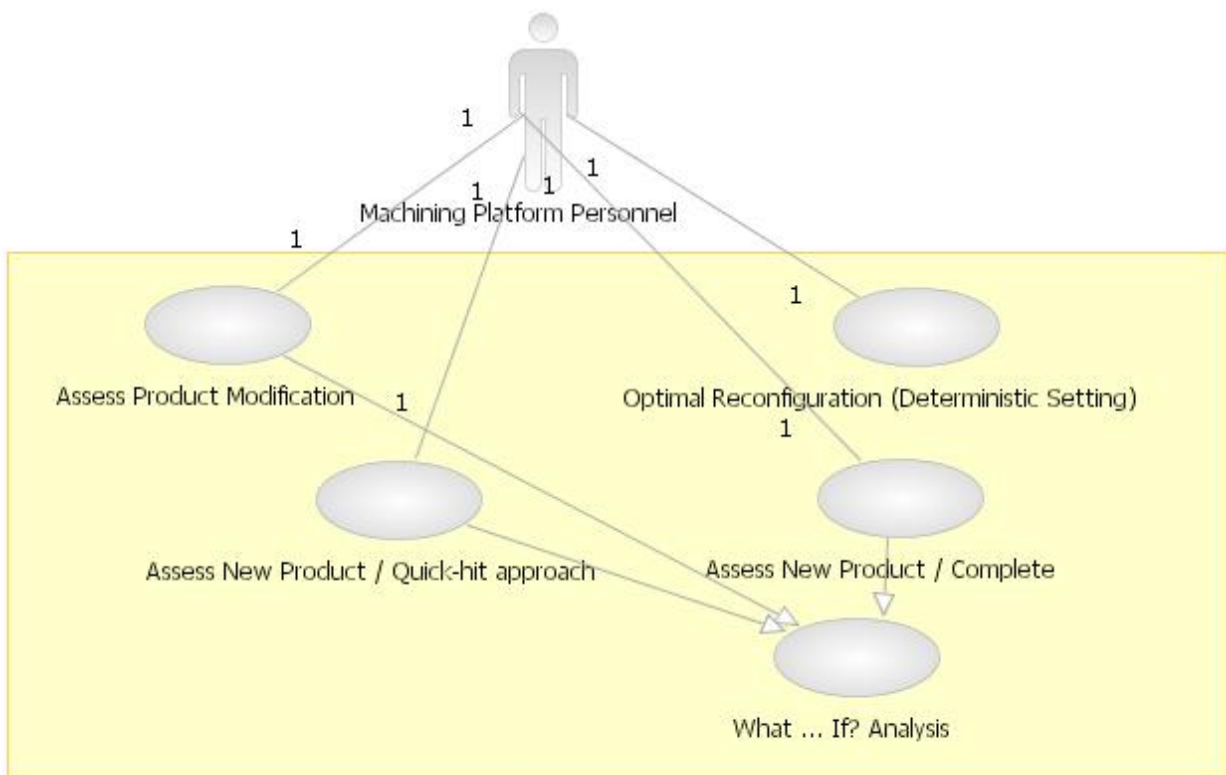 1
1
1
1
Machining Platform Personnel
1
1
Assess Product Modification
1
Optimal Reconfiguration (Deterministic Setting)
1
Assess New Product / Quick-hit approach
Assess New Product / Complete
What ... If? Analysis